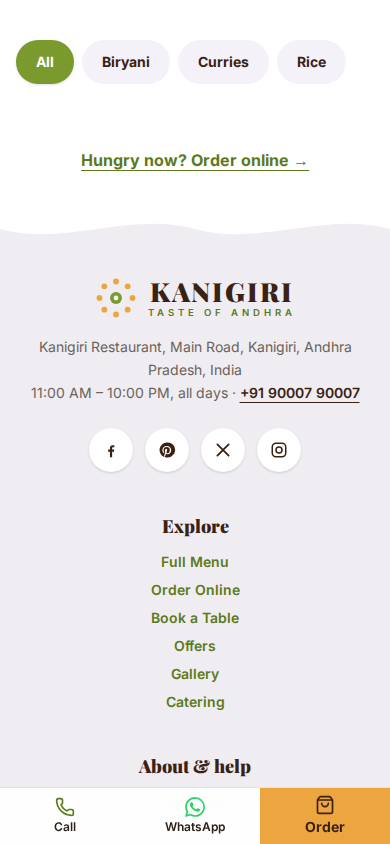 All Biryani Curries Rice
Hungry now? Order online →
KANIGIRI
TASTE OF ANDHRA
Kanigiri Restaurant, Main Road, Kanigiri, Andhra
Pradesh, India
11:00 AM – 10:00 PM, all days · +91 90007 90007
Explore
Full Menu
Order Online
Book a Table
Offers
Gallery
Catering
About & help
Call WhatsApp Order